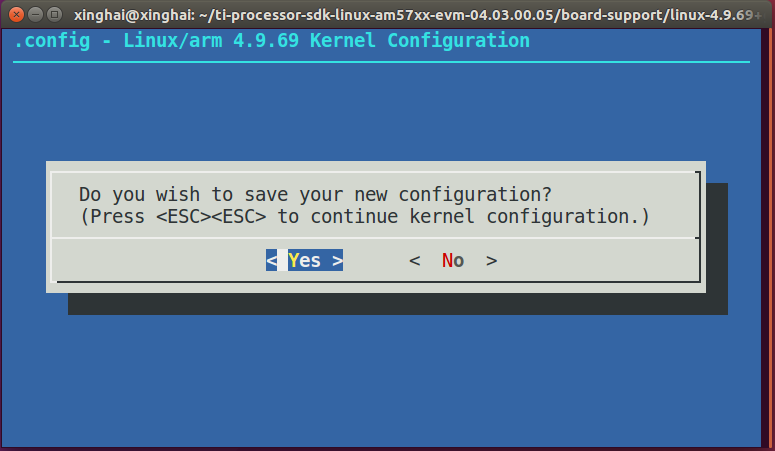 xinghai@xinghai: ~/ti-processor-sdk-linux-am57xx-evm-04.03.00.05/board-support/linux-4.9.69+
.config - Linux/arm 4.9.69 Kernel Configuration
Do you wish to save your new configuration?
(Press <ESC><ESC> to continue kernel configuration.)
< Yes > < No >